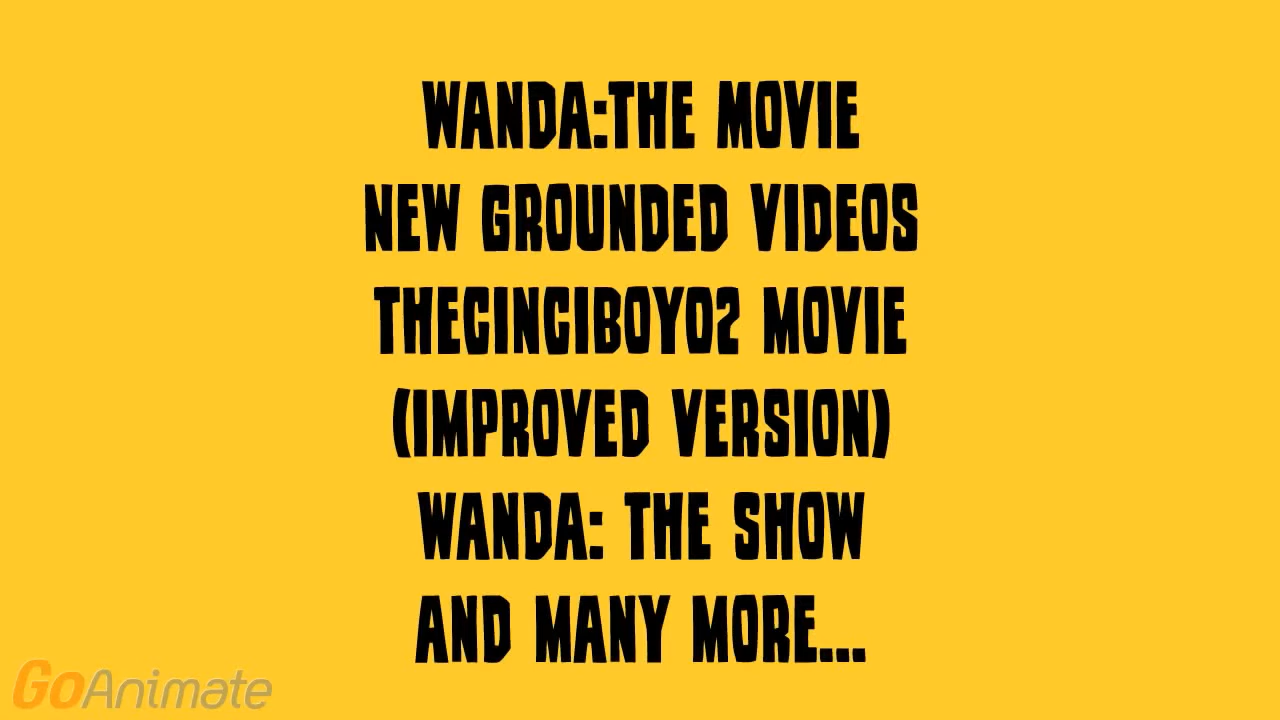 WANDA:THE MOVIE
NEW GROUNDED VIDEOS
THECINCIBOY02 MOVIE
(IMPROVED VERSION)
WANDA: THE SHOW
AND MANY MORE...
GoAnimate